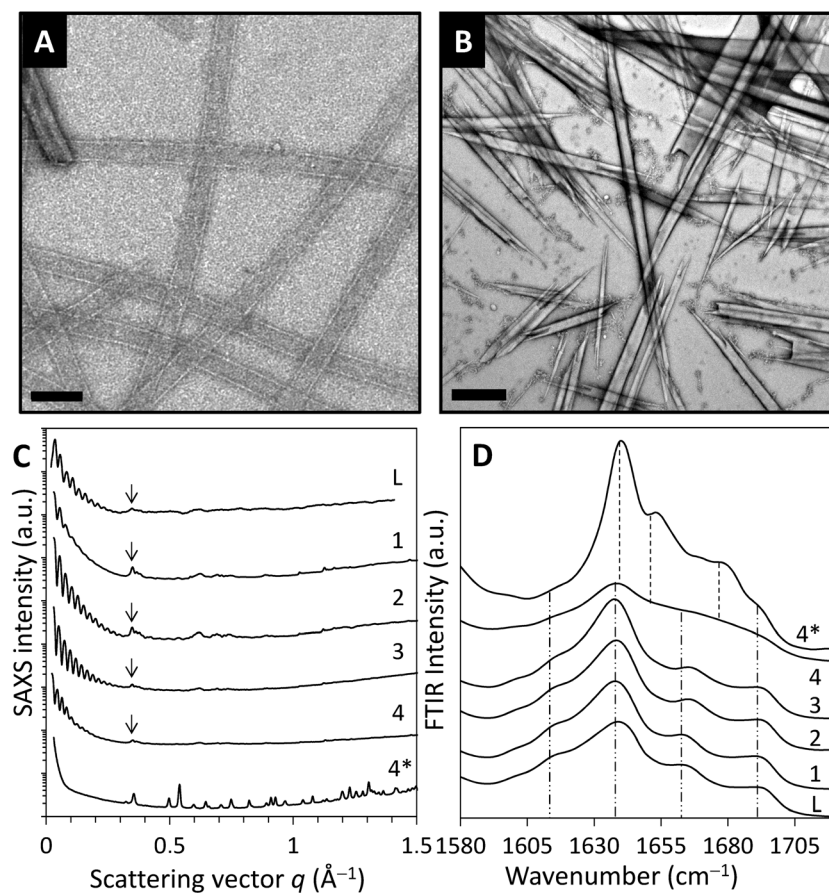 A
B
C
SAXS intensity (a.u.)
L
1
2
3
4
4*
0
0.5
1
1.5
Scattering vector q (Å⁻¹)
D
FTIR Intensity (a.u.)
4*
4
3
2
1
L
1580
1605
1630
1655
1680
1705
Wavenumber (cm⁻¹)